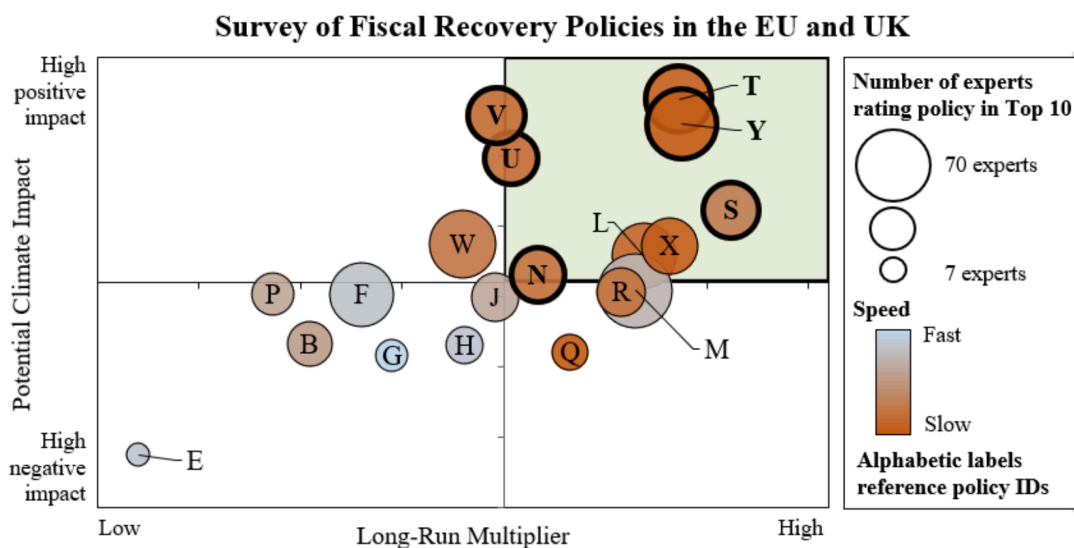 Survey of Fiscal Recovery Policies in the EU and UK
High
positive
impact
Potential Climate Impact
High
negative
impact
T
V
Y
U
S
L
W
X
N
P
F
J
R
B
G
H
Q
M
E
Low
Long-Run Multiplier
High
Number of experts
rating policy in Top 10
70 experts
7 experts
Speed
Fast
Slow
Alphabetic labels
reference policy IDs